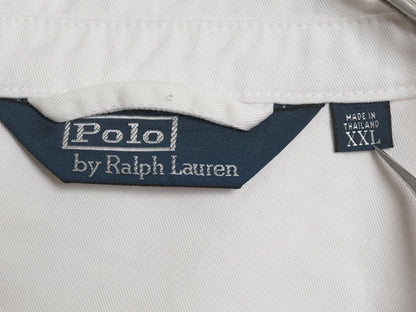 Polo
by Ralph Lauren
MADE IN
THAILAND
XXL